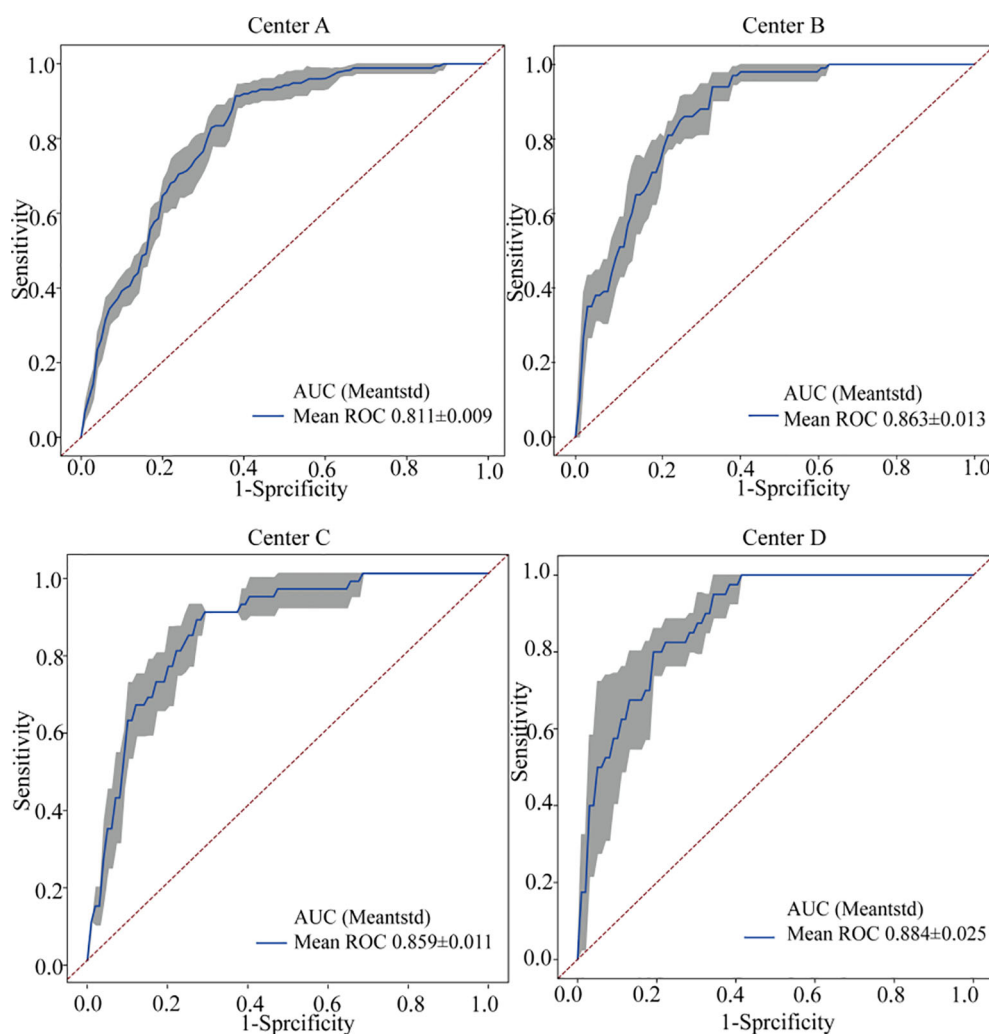 Center A
1.0
0.8
0.6
0.4
0.2
0.0
Sensitivity
AUC (Meantstd)
Mean ROC 0.811±0.009
0.0 0.2 0.4 0.6 0.8 1.0
1-Sprcificity
Center B
1.0
0.8
0.6
0.4
0.2
0.0
Sensitivity
AUC (Meantstd)
Mean ROC 0.863±0.013
0.0 0.2 0.4 0.6 0.8 1.0
1-Sprcificity
Center C
1.0
0.8
0.6
0.4
0.2
0.0
Sensitivity
AUC (Meantstd)
Mean ROC 0.859±0.011
0.0 0.2 0.4 0.6 0.8 1.0
1-Sprcificity
Center D
1.0
0.8
0.6
0.4
0.2
0.0
Sensitivity
AUC (Meantstd)
Mean ROC 0.884±0.025
0.0 0.2 0.4 0.6 0.8 1.0
1-Sprcificity